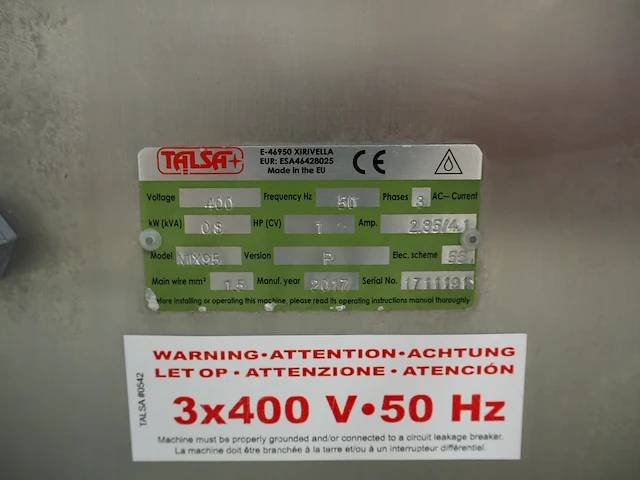 TALSA
E-46950 XIRIVELLA
EUR: ESA46428025
Made in the EU
CE
Voltage 400 Frequency Hz 50 Phases 3 AC~ Current
kW (kVA) 0.8 HP (CV) 1 Amp. 2.35/4.1
Model MIX95 Version P Elec. scheme
Main wire mm² 1.5 Manuf. year 2017 Serial No. 1711191
Before installing or operating this machine, please read its operating instructions manual thoroughly
WARNING•ATTENTION•ACHTUNG
LET OP • ATTENZIONE • ATENCIÓN
3x400 V•50 Hz
Machine must be properly grounded and/or connected to a circuit leakage breaker.
La machine doit être branchée à la terre et/ou à un interrupteur différentiel.
TALSA #0542